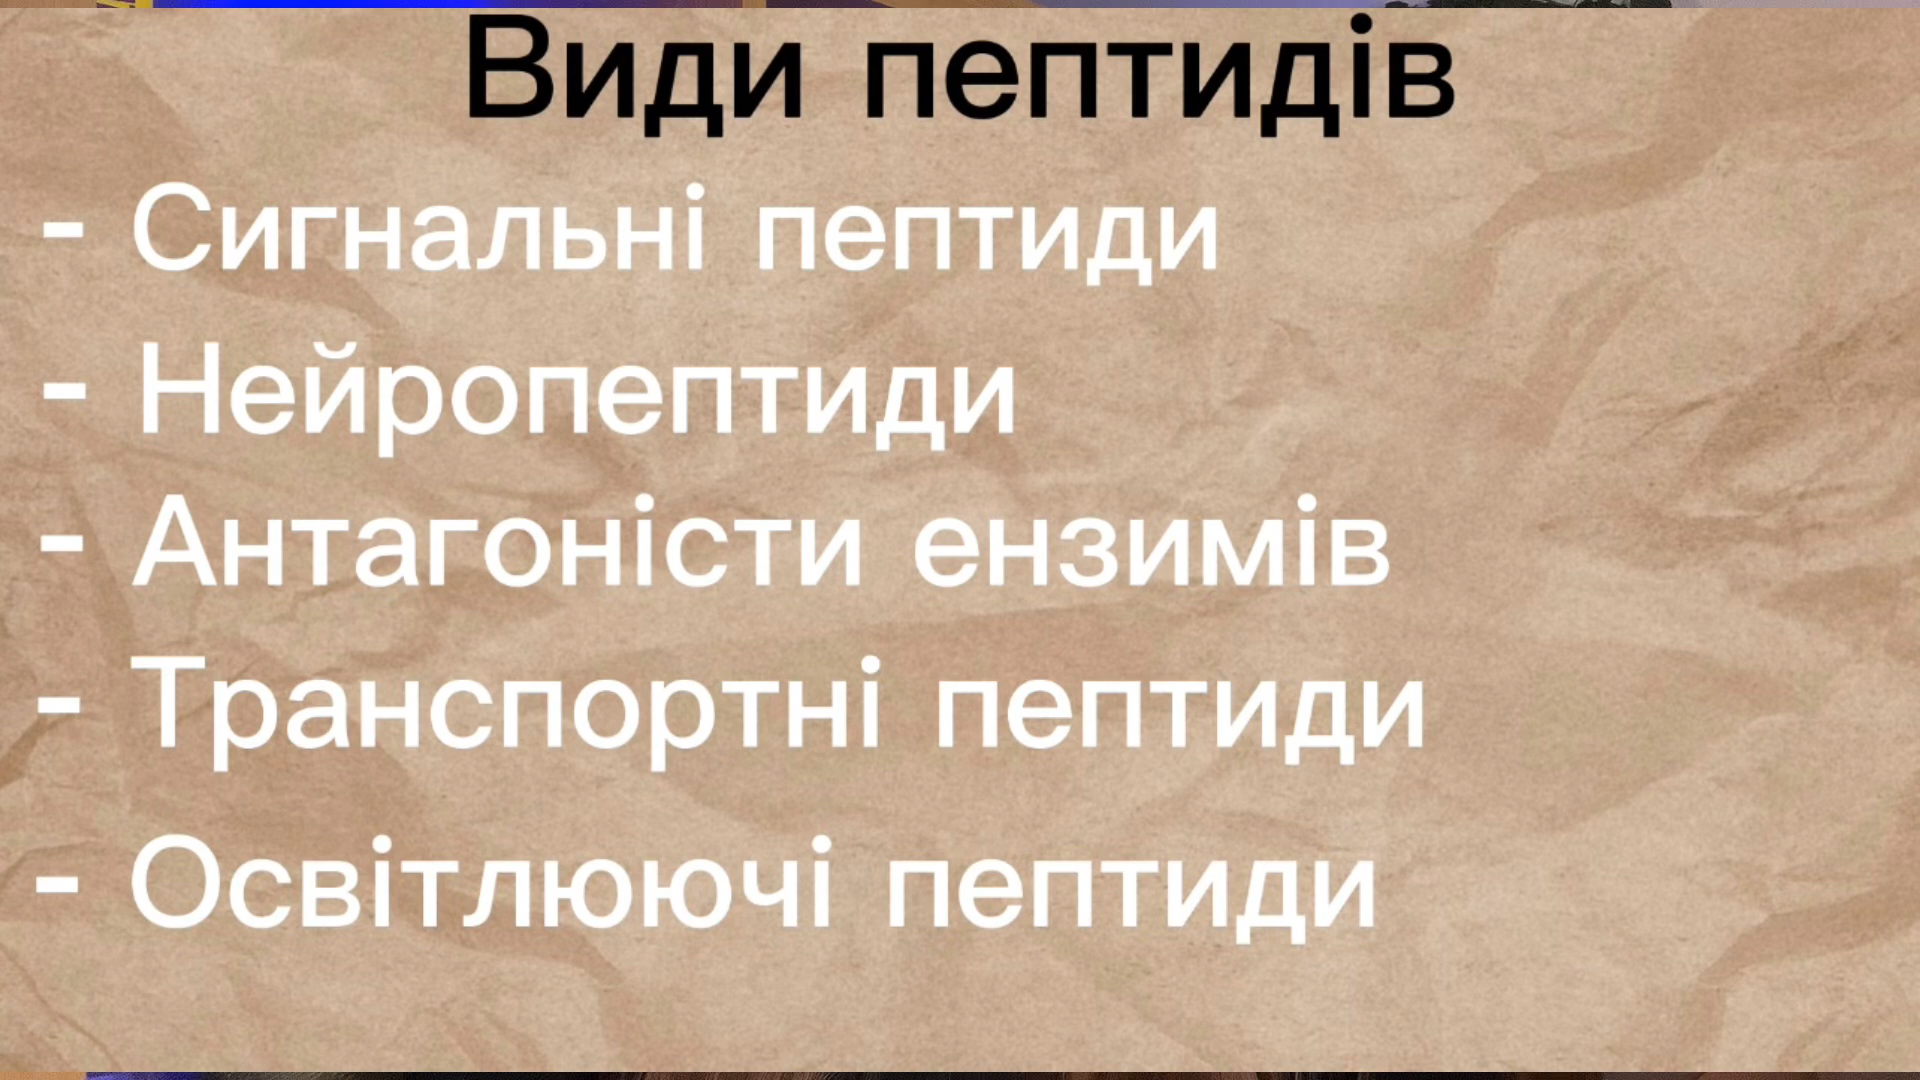 Види пептидів
- Сигнальні пептиди
- Нейропептиди
- Антагоністи ензимів
- Транспортні пептиди
- Освітлюючі пептиди